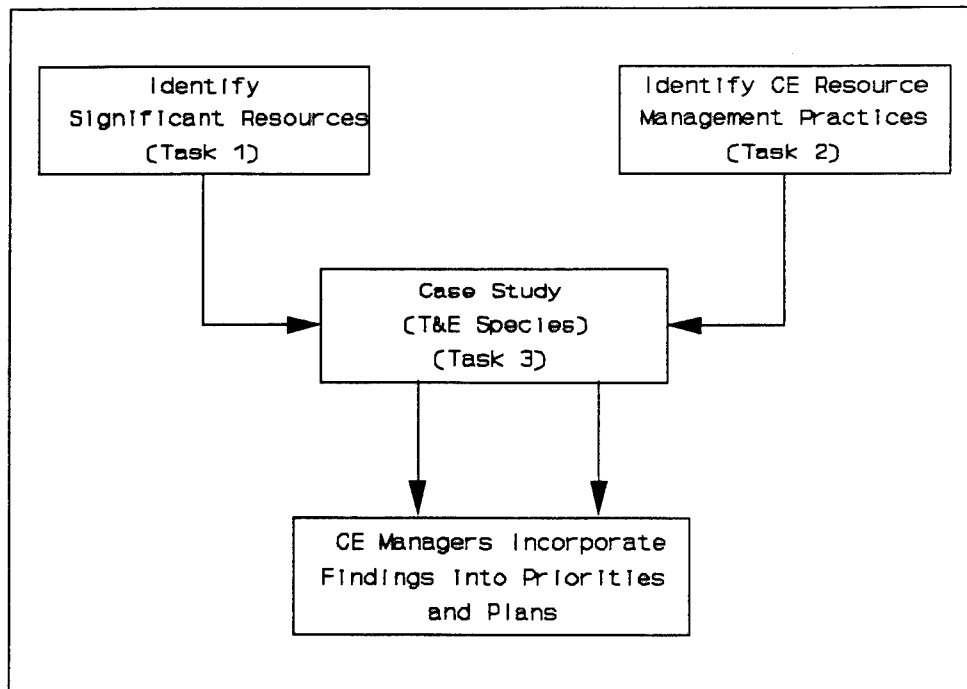 Identify
Significant Resources
(Task 1)
Identify CE Resource
Management Practices
(Task 2)
Case Study
(T&E Species)
(Task 3)
CE Managers Incorporate
Findings into Priorities
and Plans